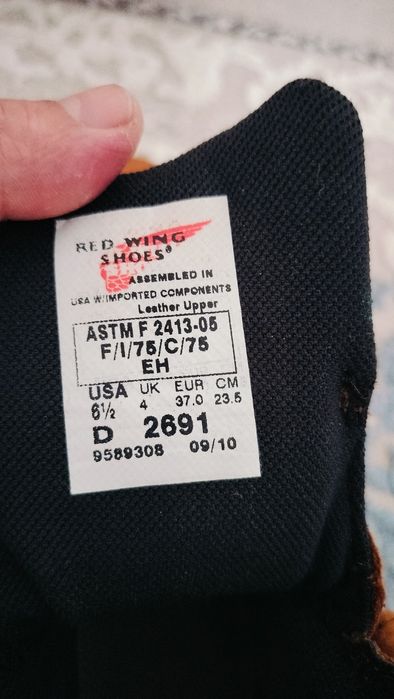 RED WING
SHOES®
ASSEMBLED IN
USA W/IMPORTED COMPONENTS
Leather Upper
ASTM F 2413-05
F/I/75/C/75
EH
USA UK EUR CM
6½ 4 37.0 23.5
D 2691
9589308 09/10